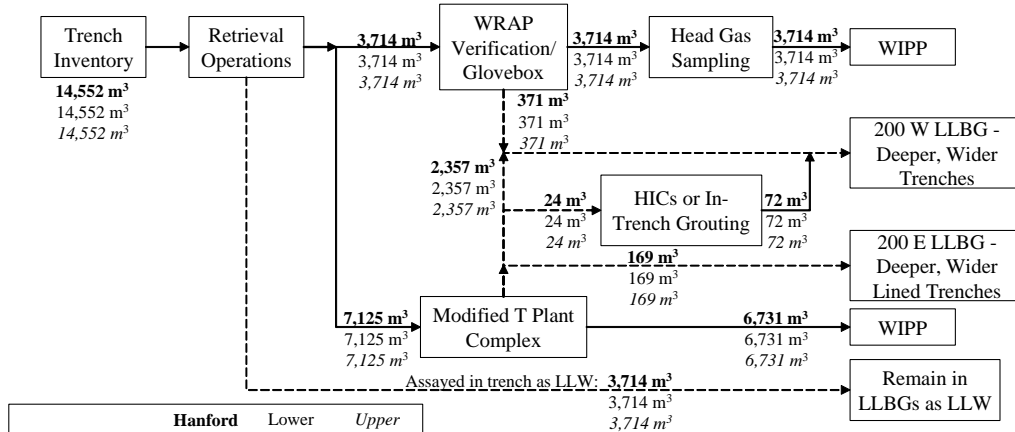 Trench
Inventory
14,552 m³
14,552 m³
14,552 m³
Retrieval
Operations
3,714 m³
3,714 m³
3,714 m³
WRAP
Verification/
Glovebox
3,714 m³
3,714 m³
3,714 m³
Head Gas
Sampling
3,714 m³
3,714 m³
3,714 m³
WIPP
371 m³
371 m³
371 m³
200 W LLBG -
Deeper, Wider
Trenches
2,357 m³
2,357 m³
2,357 m³
24 m³
24 m³
24 m³
HICs or In-
Trench Grouting
72 m³
72 m³
72 m³
169 m³
169 m³
169 m³
200 E LLBG -
Deeper, Wider
Lined Trenches
7,125 m³
7,125 m³
7,125 m³
Modified T Plant
Complex
6,731 m³
6,731 m³
6,731 m³
WIPP
Assayed in trench as LLW: 3,714 m³
3,714 m³
3,714 m³
Remain in
LLBGs as LLW
Hanford Lower Upper